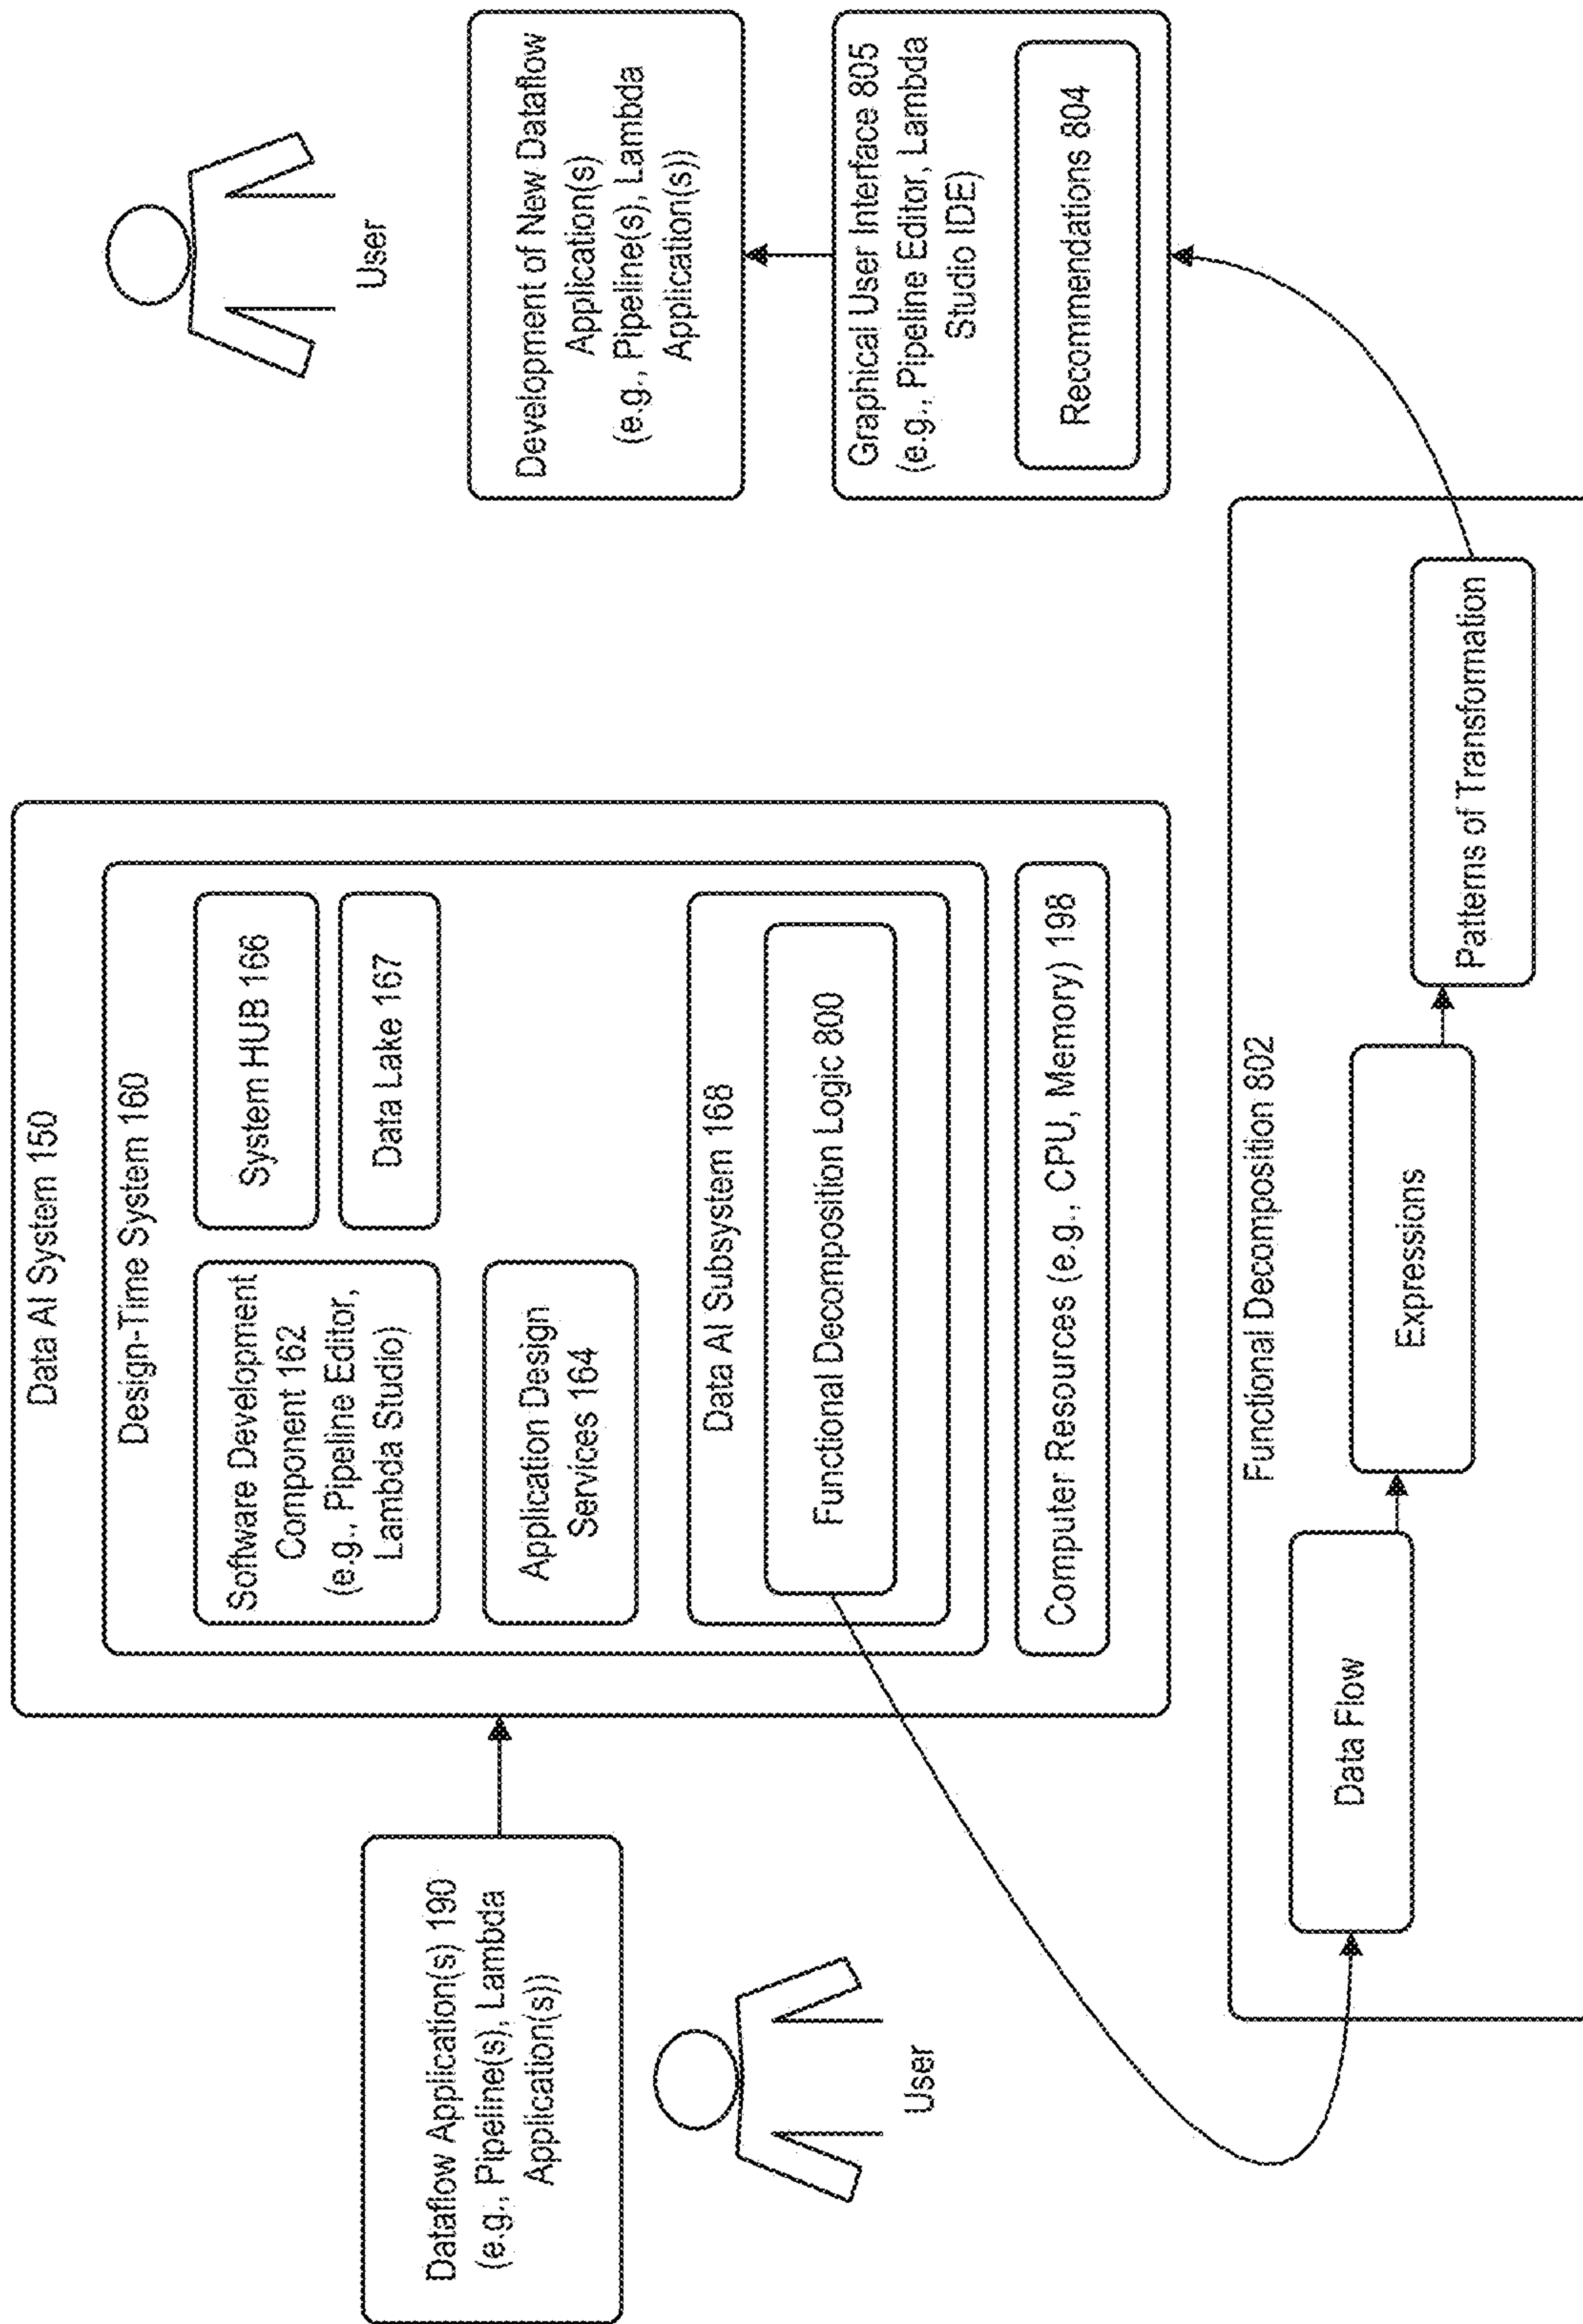 Dataflow Application(s) 190
(e.g., Pipeline(s), Lambda
Application(s))
User
Data AI System 150
Design-Time System 160
Software Development
Component 162
(e.g., Pipeline Editor,
Lambda Studio)
System HUB 166
Data Lake 167
Application Design
Services 164
Data AI Subsystem 168
Functional Decomposition Logic 800
Computer Resources (e.g., CPU, Memory) 198
User
Development of New Dataflow
Application(s)
(e.g., Pipeline(s), Lambda
Application(s))
Graphical User Interface 805
(e.g., Pipeline Editor, Lambda
Studio IDE)
Recommendations 804
Functional Decomposition 802
Data Flow
Expressions
Patterns of Transformation